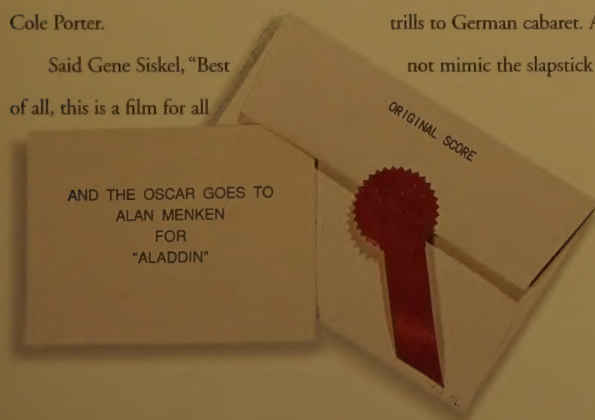 Cole Porter.
Said Gene Siskel, “Best
of all, this is a film for all
trills to German cabaret. A
not mimic the slapstick
ORIGINAL SCORE
AND THE OSCAR GOES TO
ALAN MENKEN
FOR
"ALADDIN"